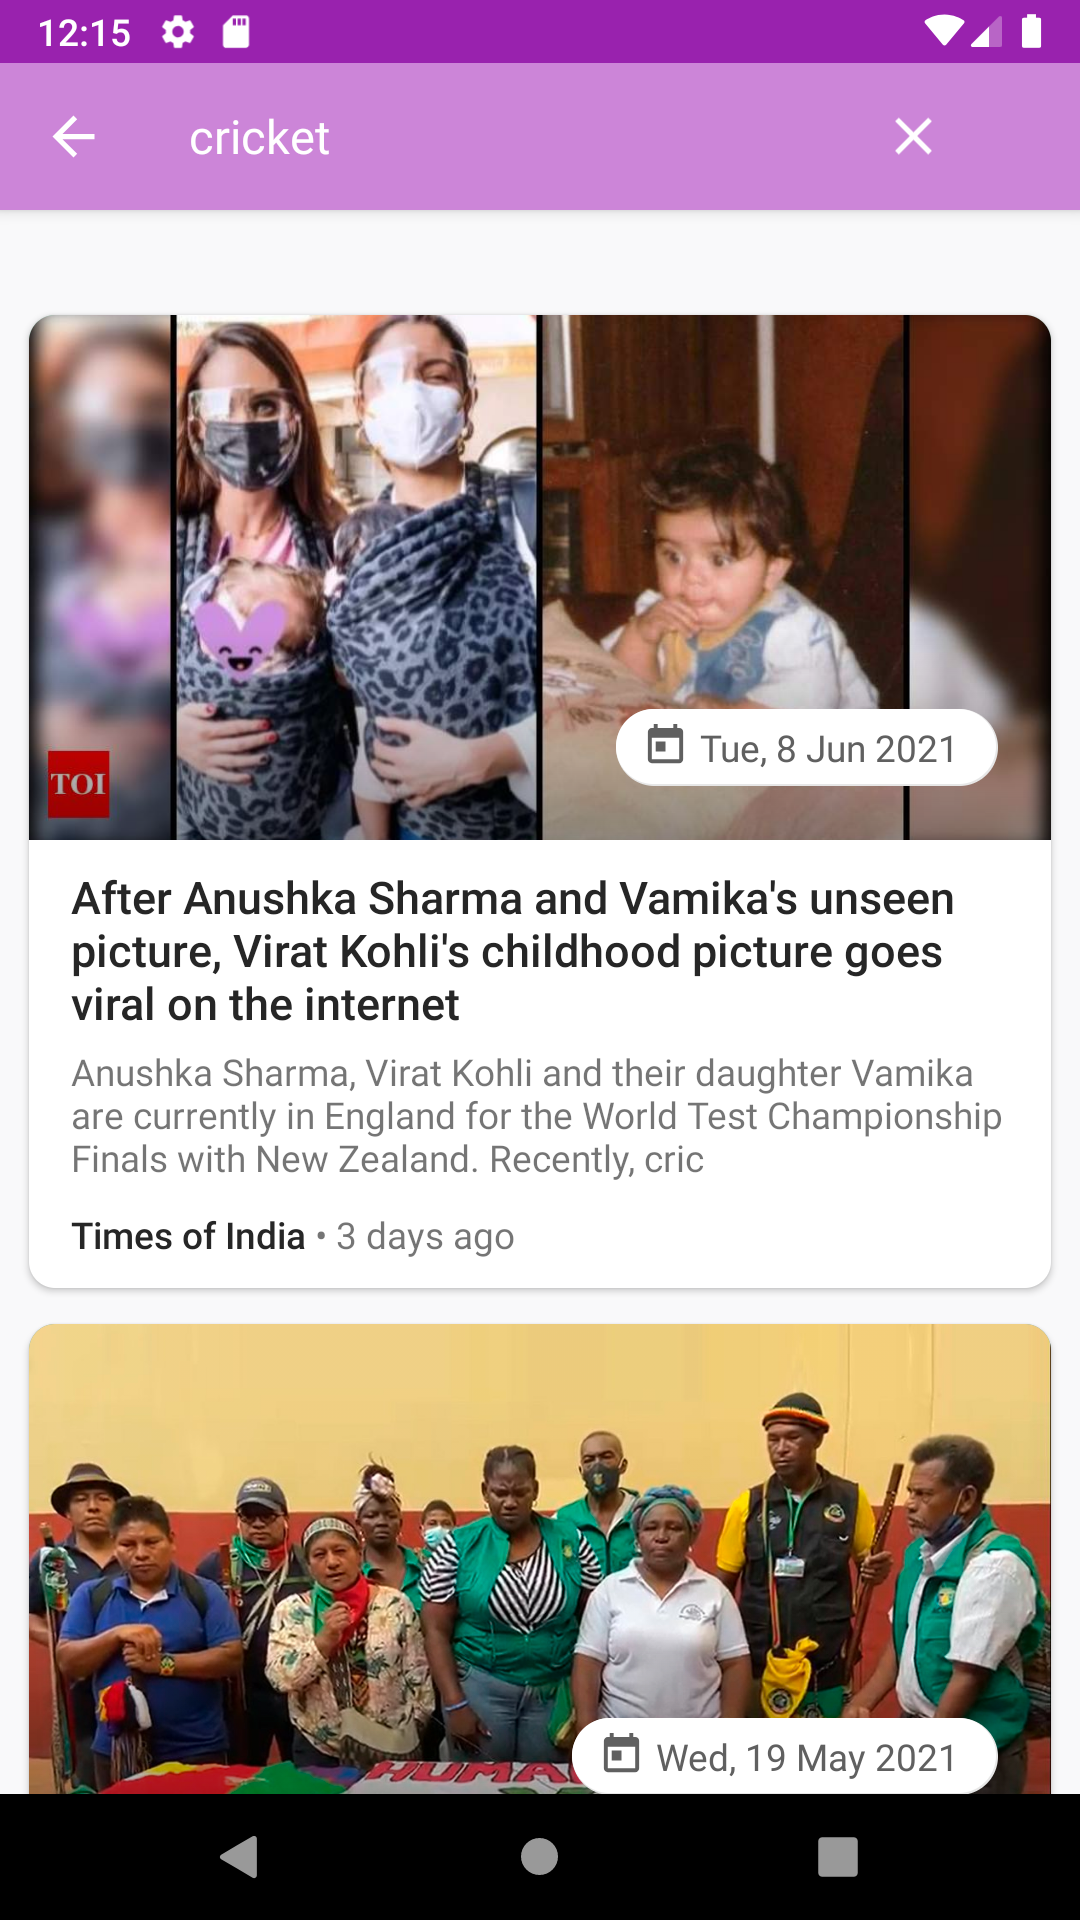 12:15
cricket
TOI
Tue, 8 Jun 2021
After Anushka Sharma and Vamika's unseen
picture, Virat Kohli's childhood picture goes
viral on the internet
Anushka Sharma, Virat Kohli and their daughter Vamika
are currently in England for the World Test Championship
Finals with New Zealand. Recently, cric
Times of India • 3 days ago
Wed, 19 May 2021
HUMA